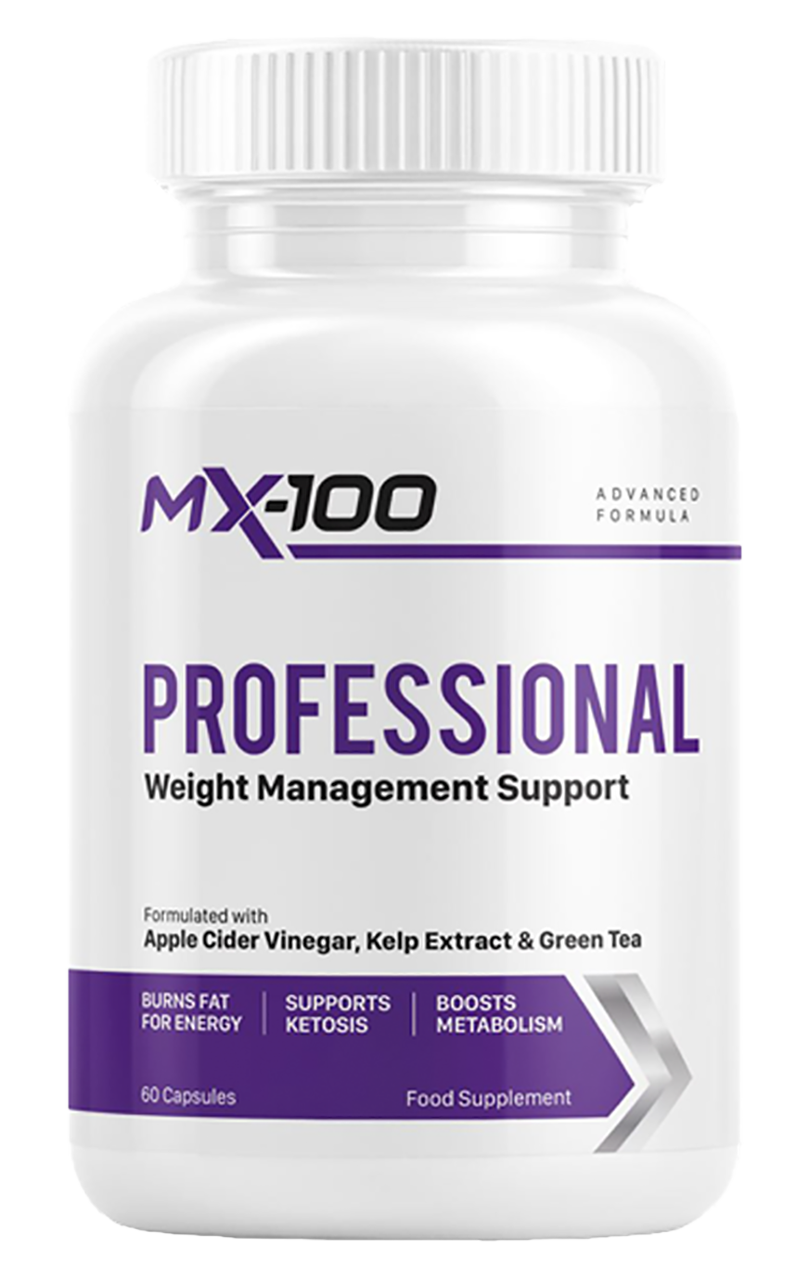 MX-100
ADVANCED
FORMULA
PROFESSIONAL
Weight Management Support
Formulated with
Apple Cider Vinegar, Kelp Extract & Green Tea
BURNS FAT
FOR ENERGY
SUPPORTS
KETOSIS
BOOSTS
METABOLISM
60 Capsules
Food Supplement